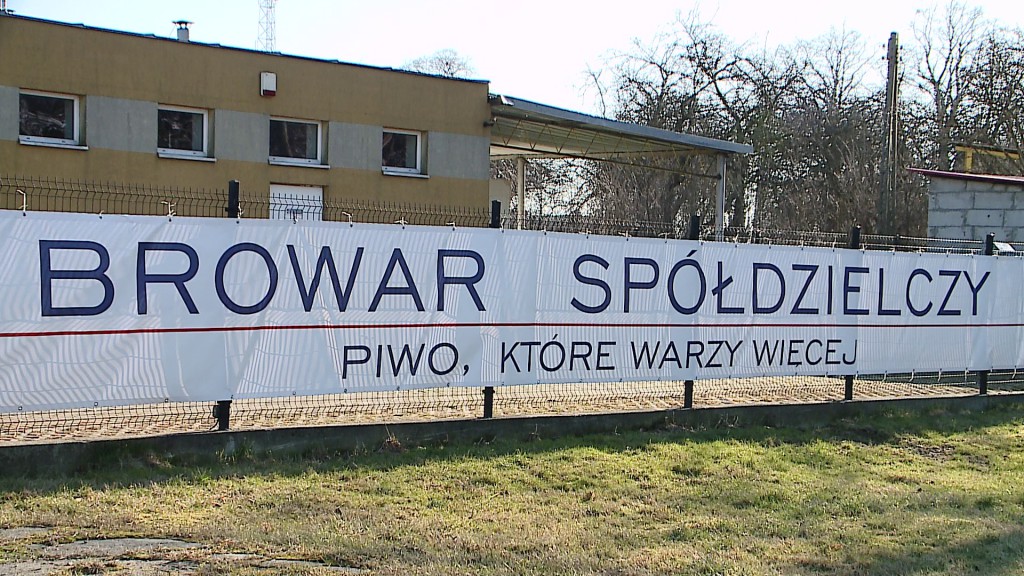 BROWAR SPÓŁDZIELCZY
PIWO, KTÓRE WARZY WIĘCEJ